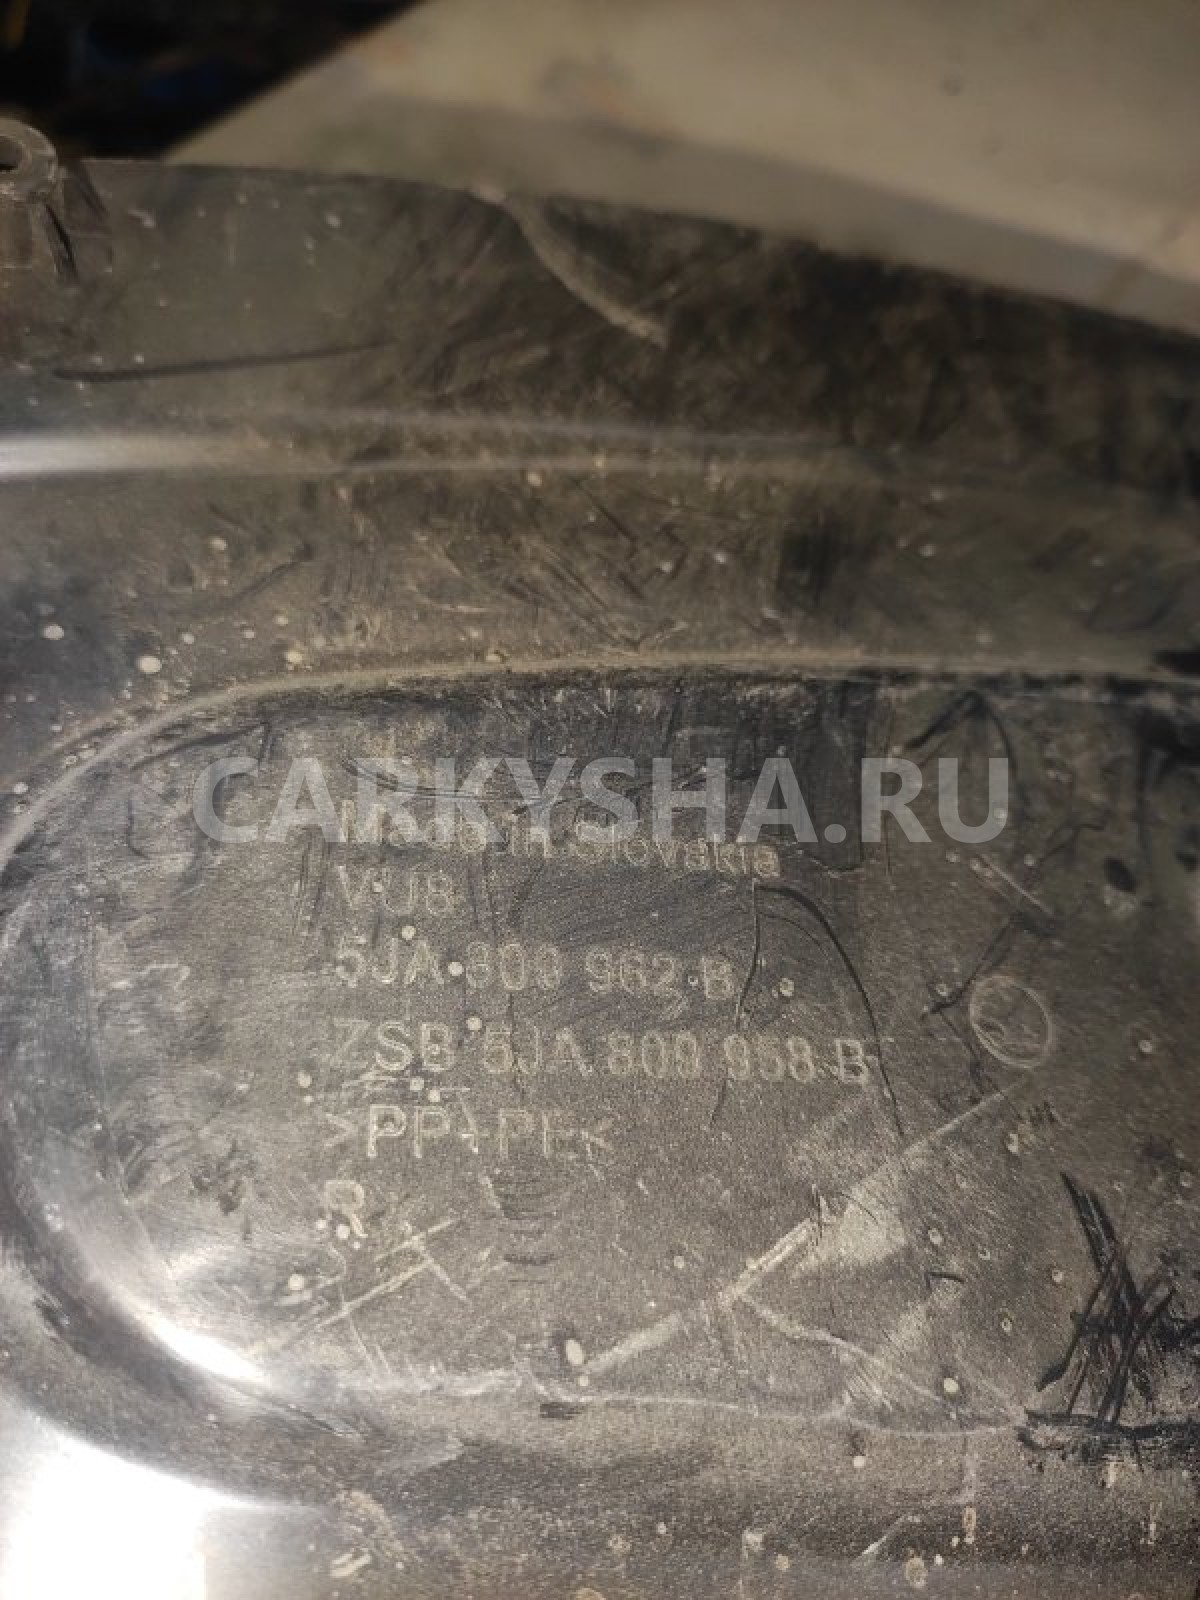 CARKYSHA.RU
Made in Slovakia
VU8
5JA 809 962 B
ZSB 5JA 809 958 B
>PP+PE<
R